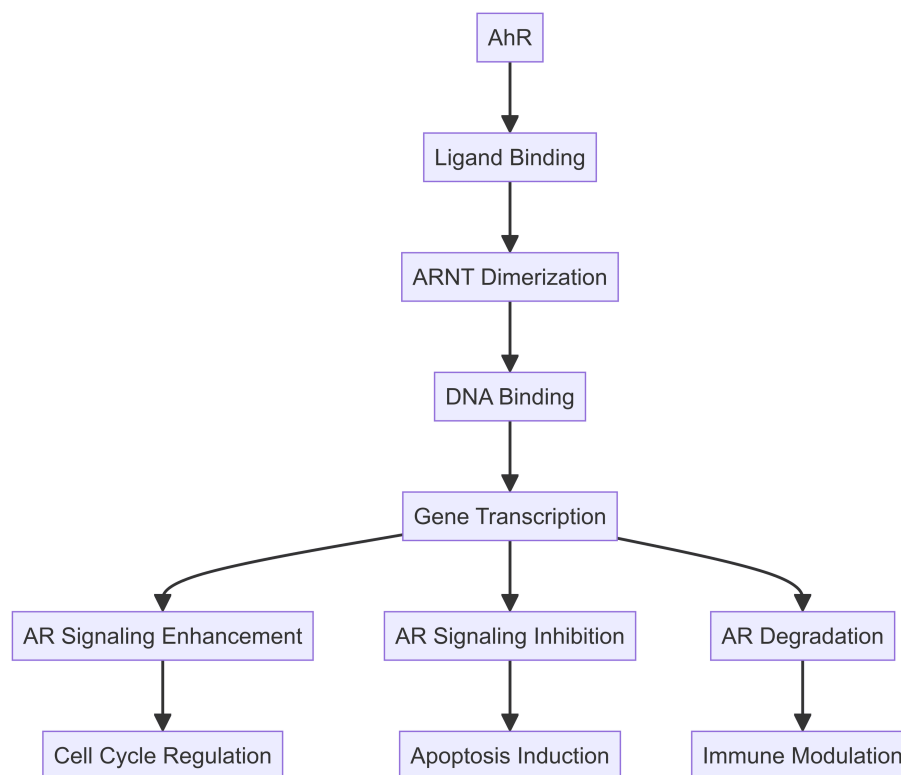 AhR
Ligand Binding
ARNT Dimerization
DNA Binding
Gene Transcription
AR Signaling Enhancement
AR Signaling Inhibition
AR Degradation
Cell Cycle Regulation
Apoptosis Induction
Immune Modulation